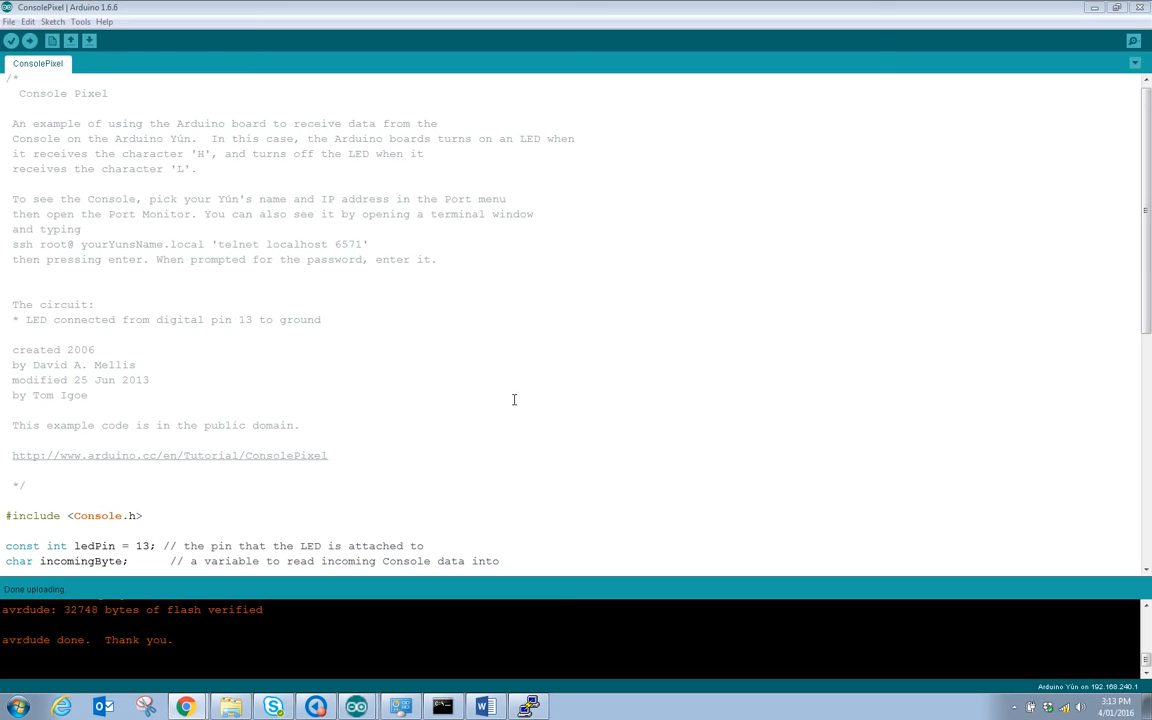 ConsolePixel | Arduino 1.6.6
File Edit Sketch Tools Help
ConsolePixel
/*
Console Pixel
An example of using the Arduino board to receive data from the
Console on the Arduino Yún.  In this case, the Arduino boards turns on an LED when
it receives the character 'H', and turns off the LED when it
receives the character 'L'.
To see the Console, pick your Yún's name and IP address in the Port menu
then open the Port Monitor. You can also see it by opening a terminal window
and typing
ssh root@ yourYunsName.local 'telnet localhost 6571'
then pressing enter. When prompted for the password, enter it.
The circuit:
* LED connected from digital pin 13 to ground
created 2006
by David A. Mellis
modified 25 Jun 2013
by Tom Igoe
This example code is in the public domain.
http://www.arduino.cc/en/Tutorial/ConsolePixel
*/
#include <Console.h>
const int ledPin = 13; // the pin that the LED is attached to
char incomingByte;      // a variable to read incoming Console data into
Done uploading.
avrdude: 32748 bytes of flash verified
avrdude done.  Thank you.
Arduino Yún on 192.168.240.1
3:13 PM
4/01/2016